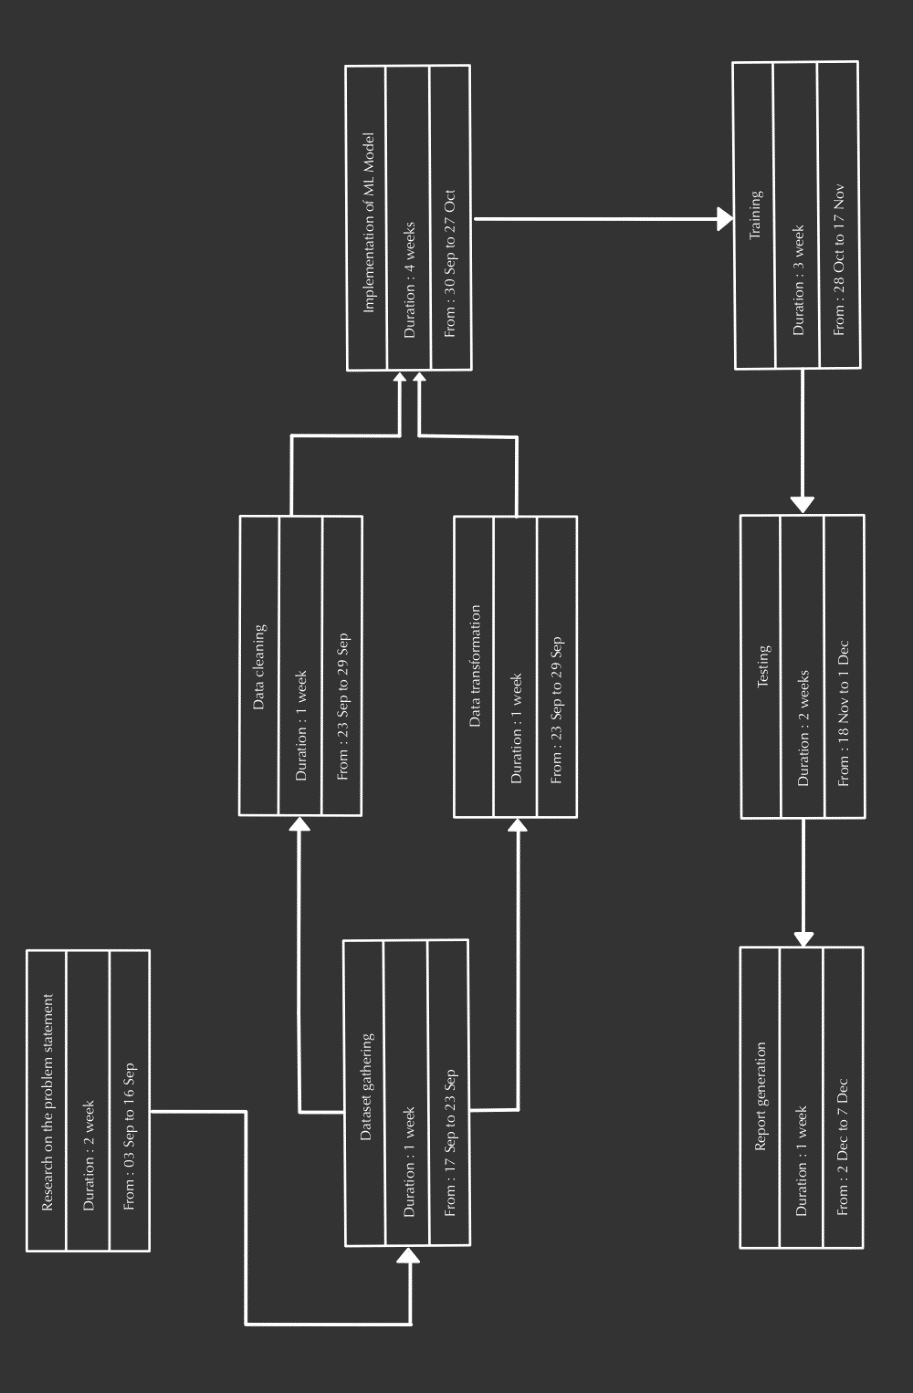 Research on the problem statement
Duration : 2 week
From : 03 Sep to 16 Sep
Dataset gathering
Duration : 1 week
From : 17 Sep to 23 Sep
Data cleaning
Duration : 1 week
From : 23 Sep to 29 Sep
Data transformation
Duration : 1 week
From : 23 Sep to 29 Sep
Implementation of ML Model
Duration : 4 weeks
From : 30 Sep to 27 Oct
Training
Duration : 3 week
From : 28 Oct to 17 Nov
Testing
Duration : 2 weeks
From : 18 Nov to 1 Dec
Report generation
Duration : 1 week
From : 2 Dec to 7 Dec